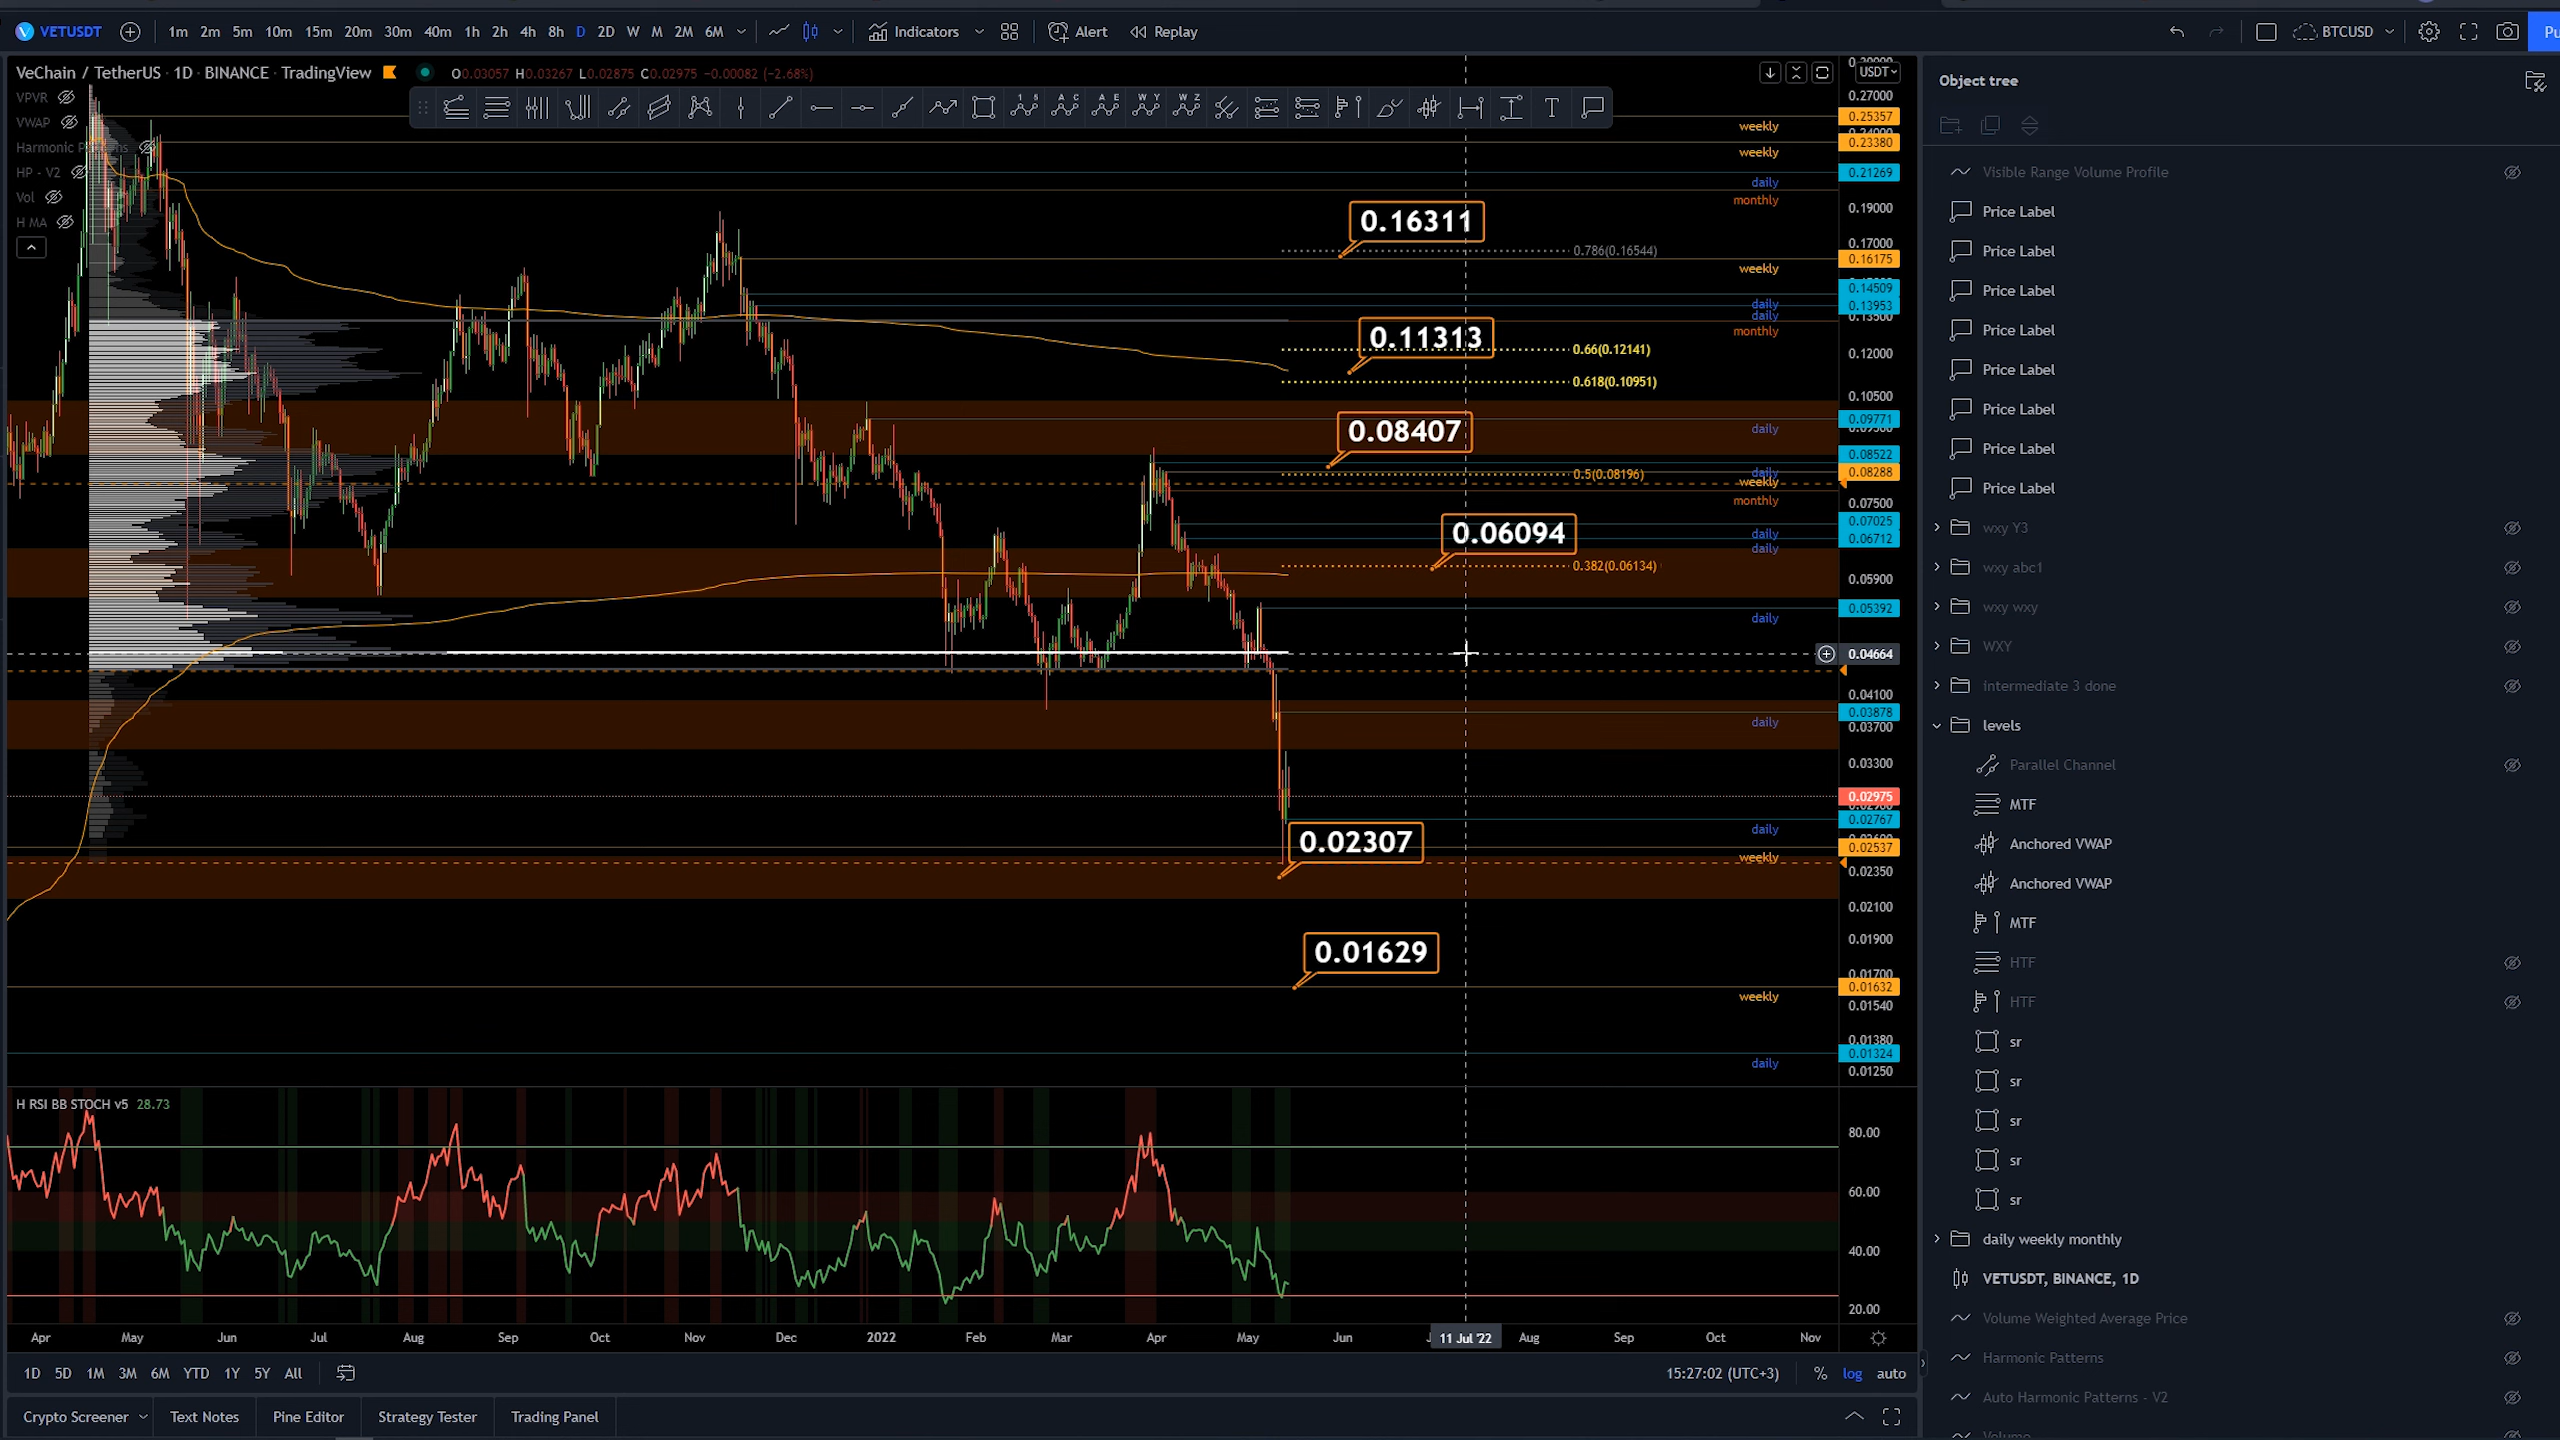 VETUSDT 1m 2m 5m 10m 15m 20m 30m 40m 1h 2h 4h 8h D 2D W M 2M 6M Indicators Alert Replay BTCUSD
VeChain / TetherUS · 1D · BINANCE · TradingView O0.03057 H0.03267 L0.02875 C0.02975 −0.00082 (−2.68%) USDT
VPVR
VWAP
HP - V2
Vol
H MA
0.27000
0.25357
weekly
0.23380
weekly
0.21269
daily
monthly
0.19000
0.16311
0.17000
0.786(0.16544)
0.16175
weekly
0.14509
daily
0.13953
daily
0.13500
monthly
0.11313
0.66(0.12141)
0.12000
0.618(0.10951)
0.10500
0.09771
daily
0.08407
0.08522
0.08288
daily
0.5(0.08196)
weekly
monthly
0.07500
0.07025
daily
0.06712
daily
0.06094
0.382(0.06134)
0.05900
0.05392
daily
0.04664
0.04100
0.03878
daily
0.03700
0.03300
0.02975
0.02767
daily
0.02307
0.02537
weekly
0.02350
0.02100
0.01900
0.01629
0.01700
0.01632
weekly
0.01540
0.01380
0.01324
daily
0.01250
H RSI BB STOCH v5 28.73
80.00
60.00
40.00
20.00
Apr May Jun Jul Aug Sep Oct Nov Dec 2022 Feb Mar Apr May Jun 11 Jul '22 Aug Sep Oct Nov
1D 5D 1M 3M 6M YTD 1Y 5Y All 15:27:02 (UTC+3) % log auto
Crypto Screener Text Notes Pine Editor Strategy Tester Trading Panel
Object tree
Visible Range Volume Profile
Price Label
Price Label
Price Label
Price Label
Price Label
Price Label
Price Label
Price Label
wxy Y3
wxy abc1
wxy wxy
WXY
intermediate 3 done
levels
Parallel Channel
MTF
Anchored VWAP
Anchored VWAP
MTF
HTF
HTF
sr
sr
sr
sr
sr
daily weekly monthly
VETUSDT, BINANCE, 1D
Volume Weighted Average Price
Harmonic Patterns
Auto Harmonic Patterns - V2